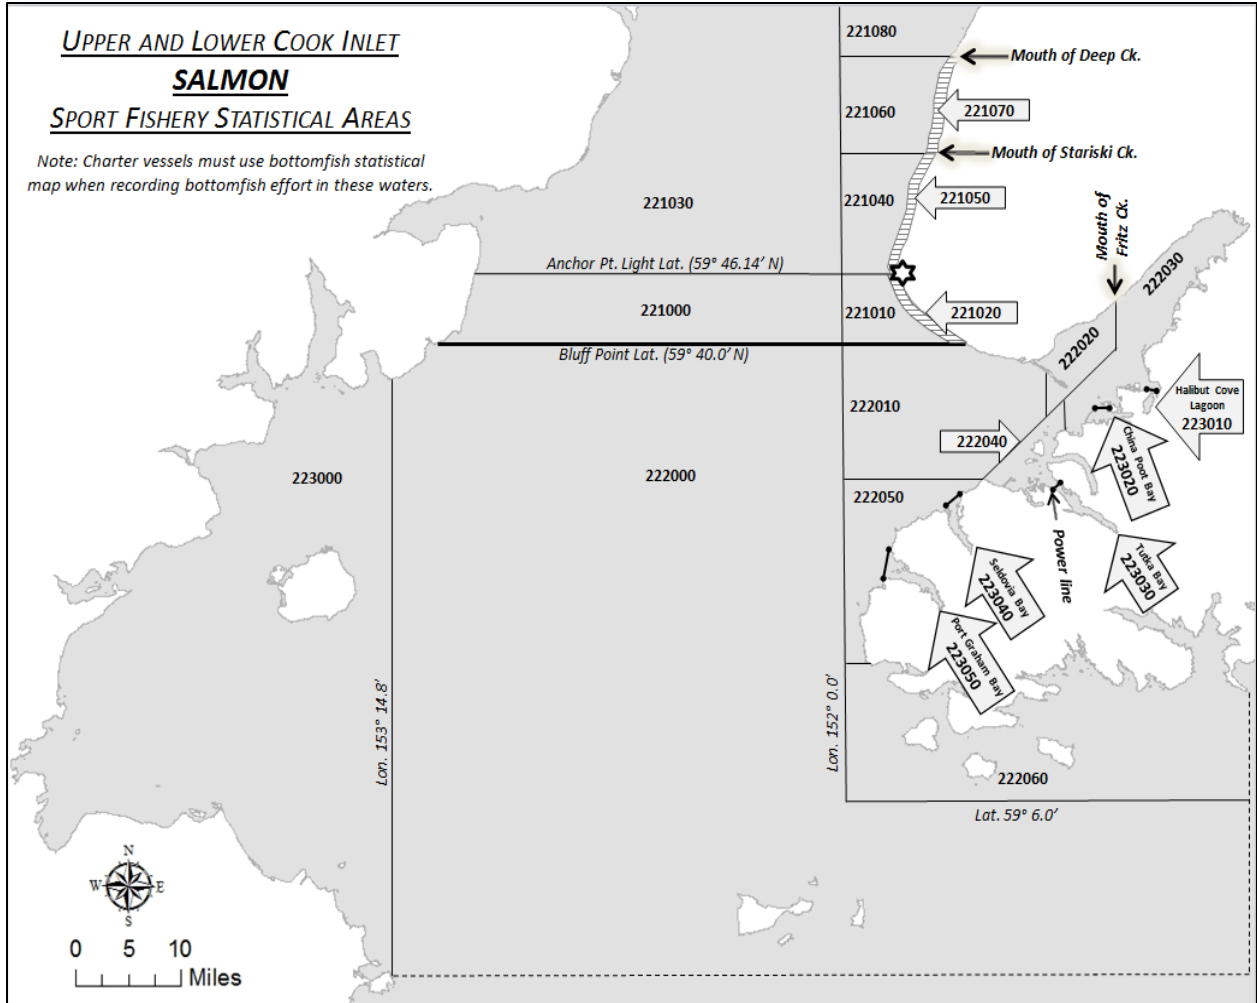 UPPER AND LOWER COOK INLET
SALMON
SPORT FISHERY STATISTICAL AREAS
Note: Charter vessels must use bottomfish statistical
map when recording bottomfish effort in these waters.
221080
Mouth of Deep Ck.
221060
221070
Mouth of Stariski Ck.
221030
221040
221050
Mouth of
Fritz Ck.
222030
Anchor Pt. Light Lat. (59° 46.14' N)
221000
221010
221020
Bluff Point Lat. (59° 40.0' N)
222020
Halibut Cove
Lagoon
223010
222010
222040
China Poot Bay
223020
223000
222000
222050
Power line
Tutka Bay
223030
Seldovia Bay
223040
Port Graham Bay
223050
Lon. 153° 14.8'
Lon. 152° 0.0'
222060
Lat. 59° 6.0'
N
W
E
S
0 5 10
Miles